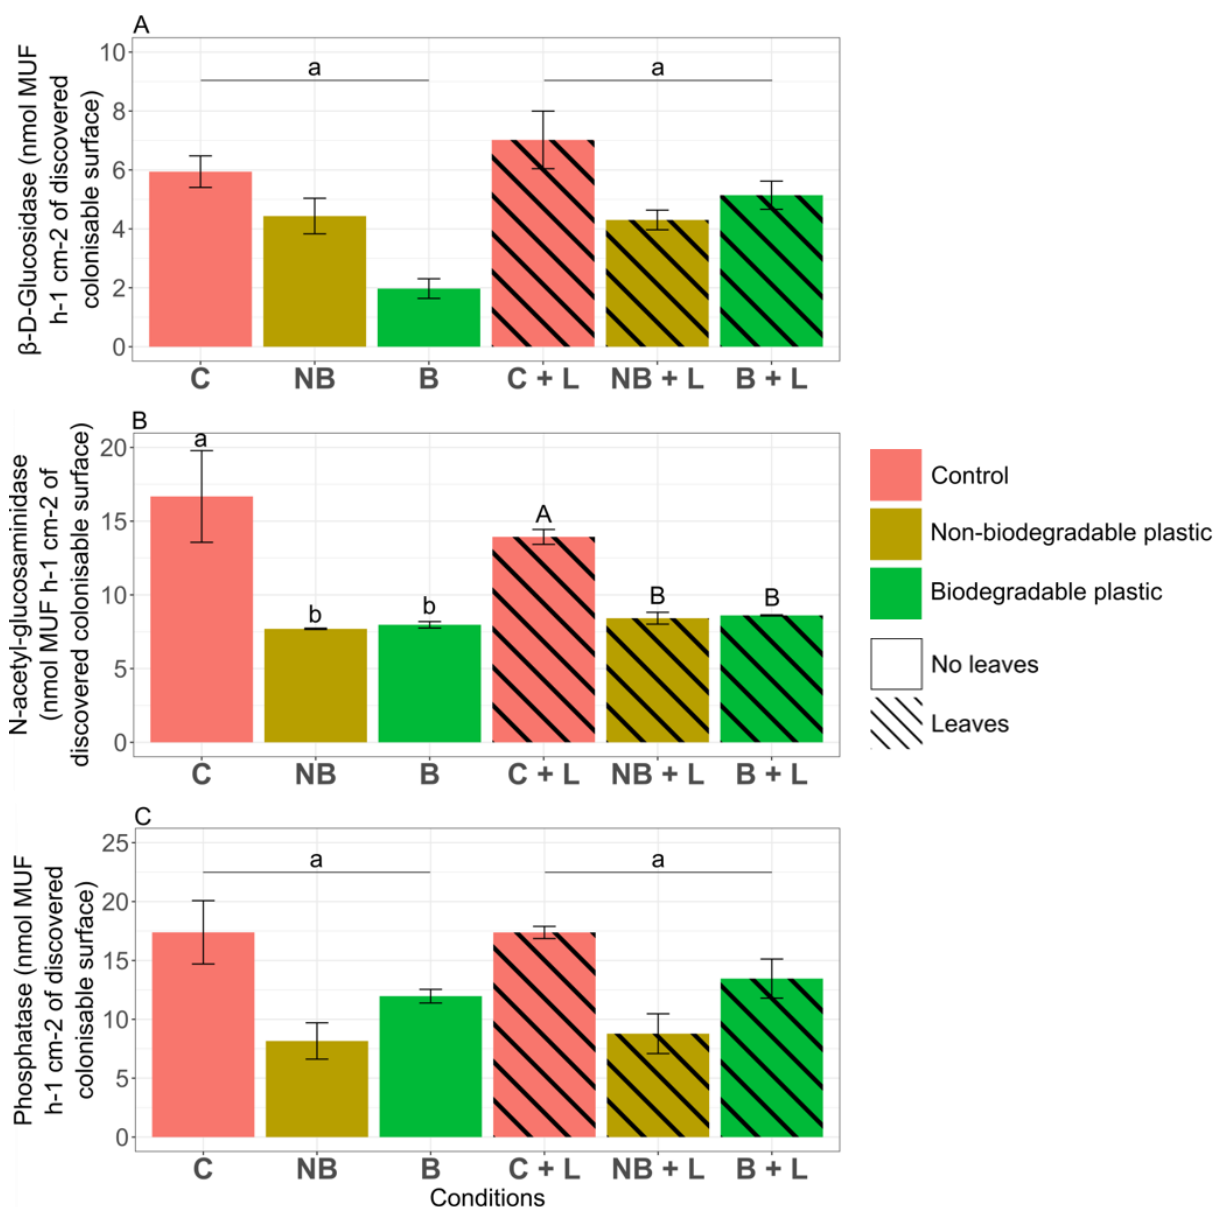 A
β-D-Glucosidase (nmol MUF
h-1 cm-2 of discovered
colonisable surface)
10
8
6
4
2
0
a
a
C NB B C + L NB + L B + L
B
N-acetyl-glucosaminidase
(nmol MUF h-1 cm-2 of
discovered colonisable surface)
20
15
10
5
0
a
b
b
A
B
B
C NB B C + L NB + L B + L
Control
Non-biodegradable plastic
Biodegradable plastic
No leaves
Leaves
C
Phosphatase (nmol MUF
h-1 cm-2 of discovered
colonisable surface)
25
20
15
10
5
0
a
a
C NB B C + L NB + L B + L
Conditions